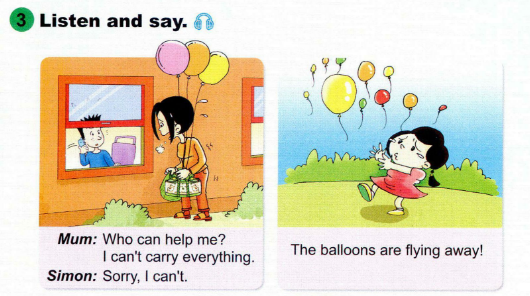 3 Listen and say.
Mum: Who can help me?
I can't carry everything.
Simon: Sorry, I can't.
The balloons are flying away!